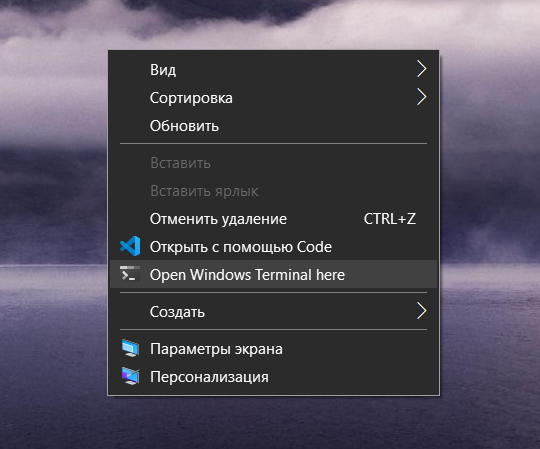 Вид
Сортировка
Обновить
Вставить
Вставить ярлык
Отменить удаление CTRL+Z
Открыть с помощью Code
Open Windows Terminal here
Создать
Параметры экрана
Персонализация